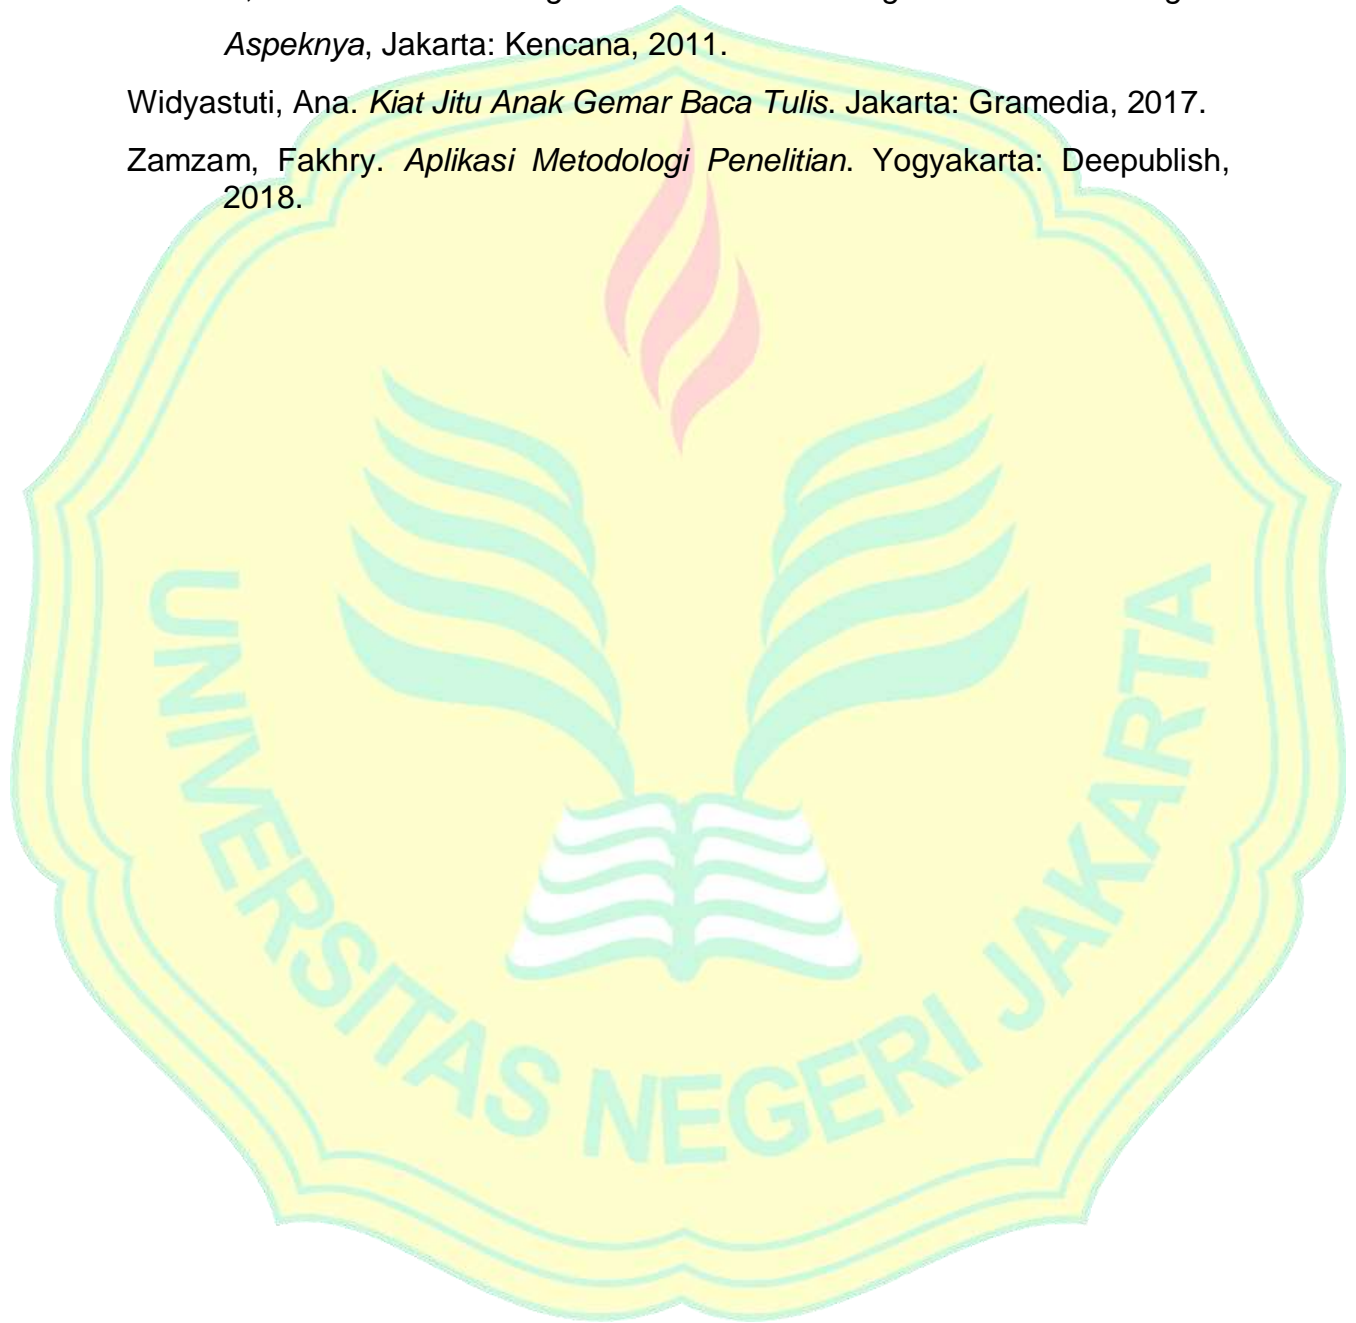 Aspeknya, Jakarta: Kencana, 2011.
Widyastuti, Ana. Kiat Jitu Anak Gemar Baca Tulis. Jakarta: Gramedia, 2017.
Zamzam, Fakhry. Aplikasi Metodologi Penelitian. Yogyakarta: Deepublish,
2018.
UNIVERSITAS NEGERI JAKARTA